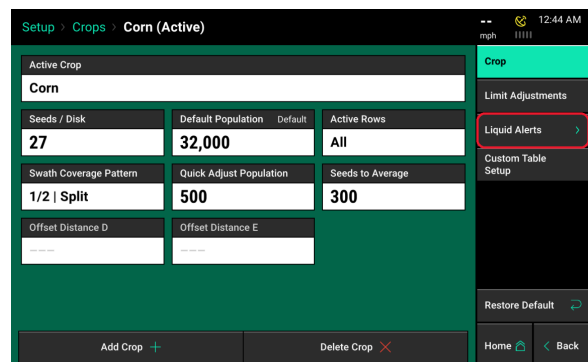 Setup > Crops > Corn (Active)
-- 12:44 AM
mph
Active Crop
Corn
Seeds / Disk
27
Default Population Default
32,000
Active Rows
All
Swath Coverage Pattern
1/2 | Split
Quick Adjust Population
500
Seeds to Average
300
Offset Distance D
---
Offset Distance E
---
Add Crop +
Delete Crop
Crop
Limit Adjustments
Liquid Alerts >
Custom Table
Setup
Restore Default
Home
< Back